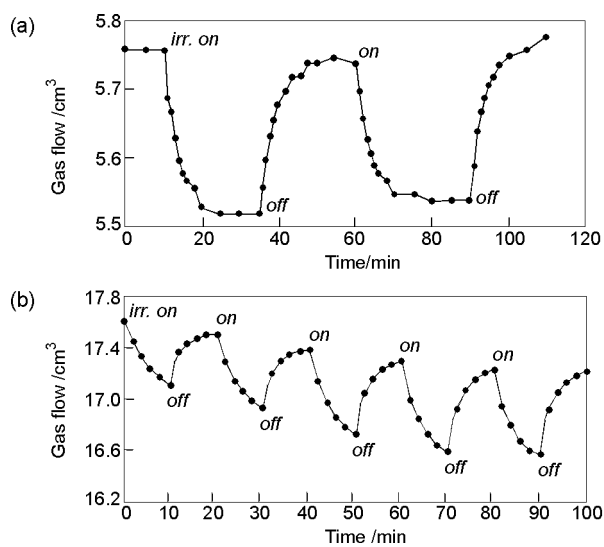 (a)
5.8
irr. on
on
5.7
Gas flow /cm3
5.6
off
off
5.5
0 20 40 60 80 100 120
Time/min
(b)
17.8
irr. on
on
on
on
on
17.4
Gas flow /cm3
17.0
off
off
off
off
off
16.6
16.2
0 10 20 30 40 50 60 70 80 90 100
Time /min